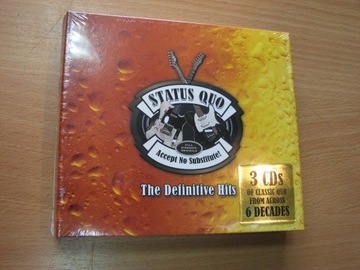 STATUS QUO
Accept No Substitute!
The Definitive Hits
3 CDs
OF CLASSIC QUO
FROM ACROSS
6 DECADES